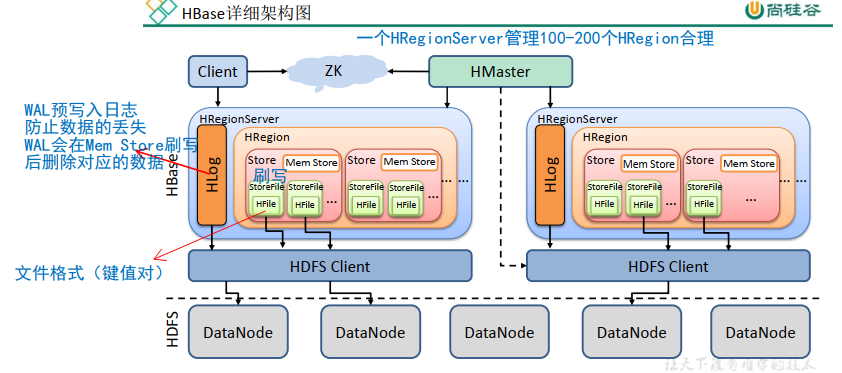 HBase详细架构图
尚硅谷
一个HRegionServer管理100-200个HRegion合理
Client
ZK
HMaster
WAL预写入日志
防止数据的丢失
WAL会在Mem Store刷写
后删除对应的数据
HBase
HRegionServer
HLog
HRegion
Store
Mem Store
刷写
StoreFile
HFile
StoreFile
HFile
...
Store
Mem Store
StoreFile
HFile
StoreFile
HFile
...
... ...
HRegionServer
HLog
HRegion
Store
Mem Store
StoreFile
HFile
StoreFile
HFile
...
Store
Mem Store
StoreFile
HFile
...
... ...
文件格式（键值对）
HDFS Client
HDFS Client
HDFS
DataNode
DataNode
DataNode
DataNode
DataNode
让天下没有难学的技术